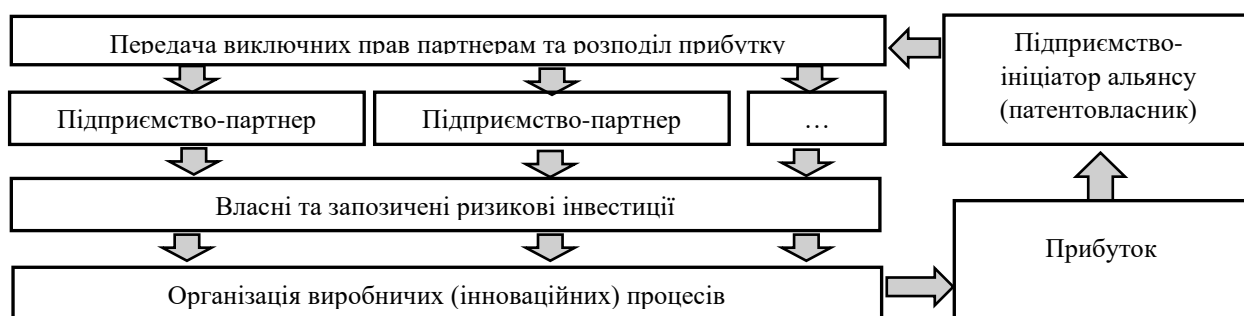 Передача виключних прав партнерам та розподіл прибутку
Підприємство-
ініціатор альянсу
(патентовласник)
Підприємство-партнер
Підприємство-партнер
…
Власні та запозичені ризикові інвестиції
Прибуток
Організація виробничих (інноваційних) процесів